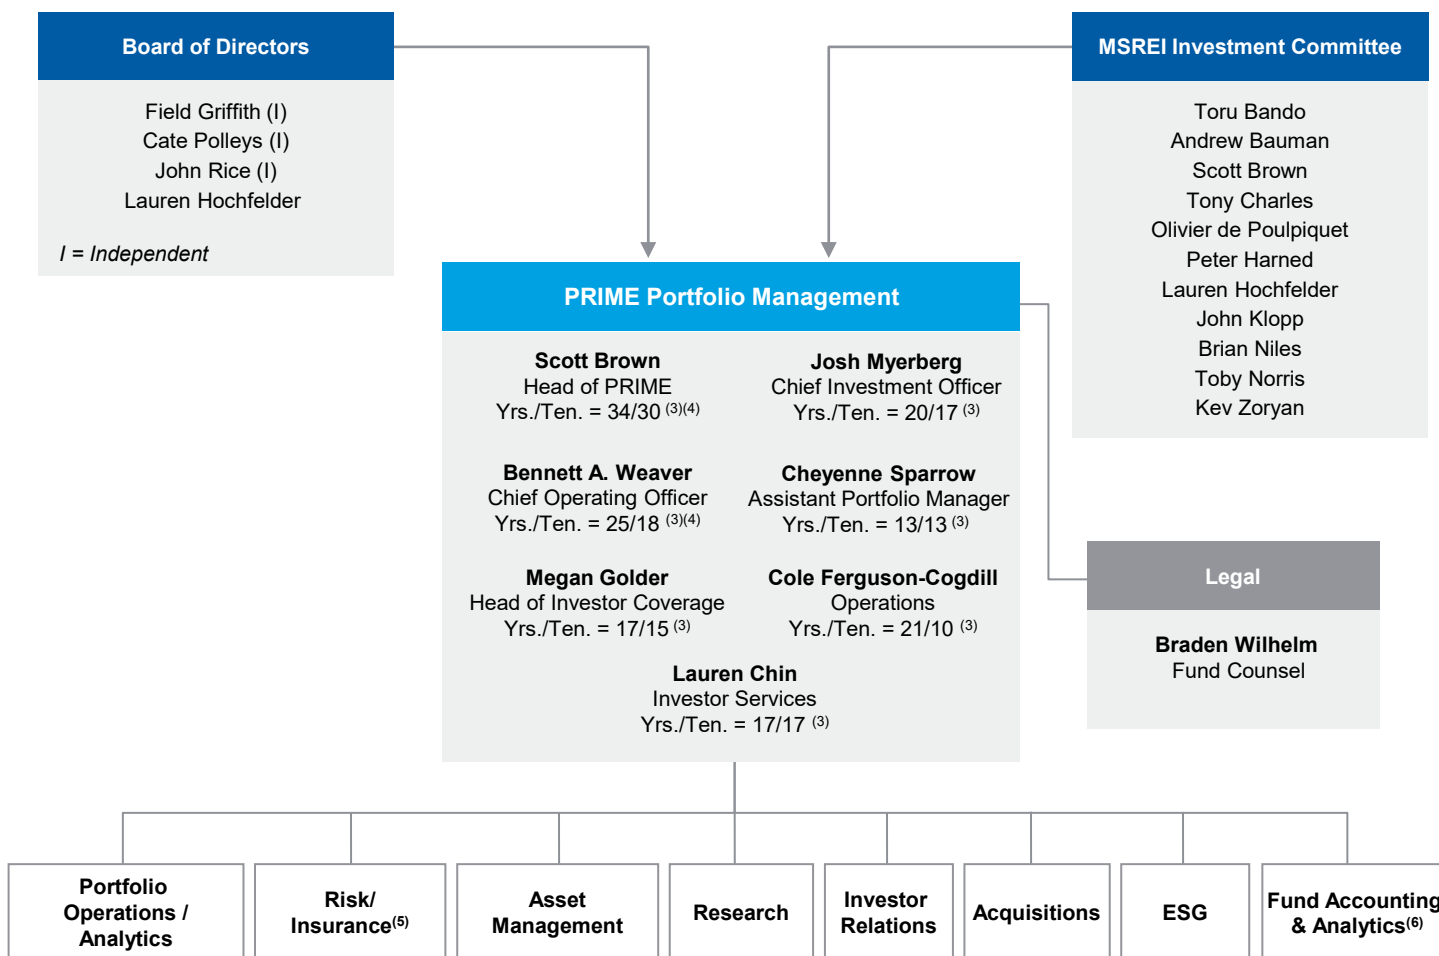 Board of Directors
Field Griffith (I)
Cate Polleys (I)
John Rice (I)
Lauren Hochfelder
I = Independent
MSREI Investment Committee
Toru Bando
Andrew Bauman
Scott Brown
Tony Charles
Olivier de Poulpiquet
Peter Harned
Lauren Hochfelder
John Klopp
Brian Niles
Toby Norris
Kev Zoryan
PRIME Portfolio Management
Scott Brown
Head of PRIME
Yrs./Ten. = 34/30 (3)(4)
Josh Myerberg
Chief Investment Officer
Yrs./Ten. = 20/17 (3)
Bennett A. Weaver
Chief Operating Officer
Yrs./Ten. = 25/18 (3)(4)
Cheyenne Sparrow
Assistant Portfolio Manager
Yrs./Ten. = 13/13 (3)
Megan Golder
Head of Investor Coverage
Yrs./Ten. = 17/15 (3)
Cole Ferguson-Cogdill
Operations
Yrs./Ten. = 21/10 (3)
Lauren Chin
Investor Services
Yrs./Ten. = 17/17 (3)
Legal
Braden Wilhelm
Fund Counsel
Portfolio
Operations /
Analytics
Risk/
Insurance(5)
Asset
Management
Research
Investor
Relations
Acquisitions
ESG
Fund Accounting
& Analytics(6)